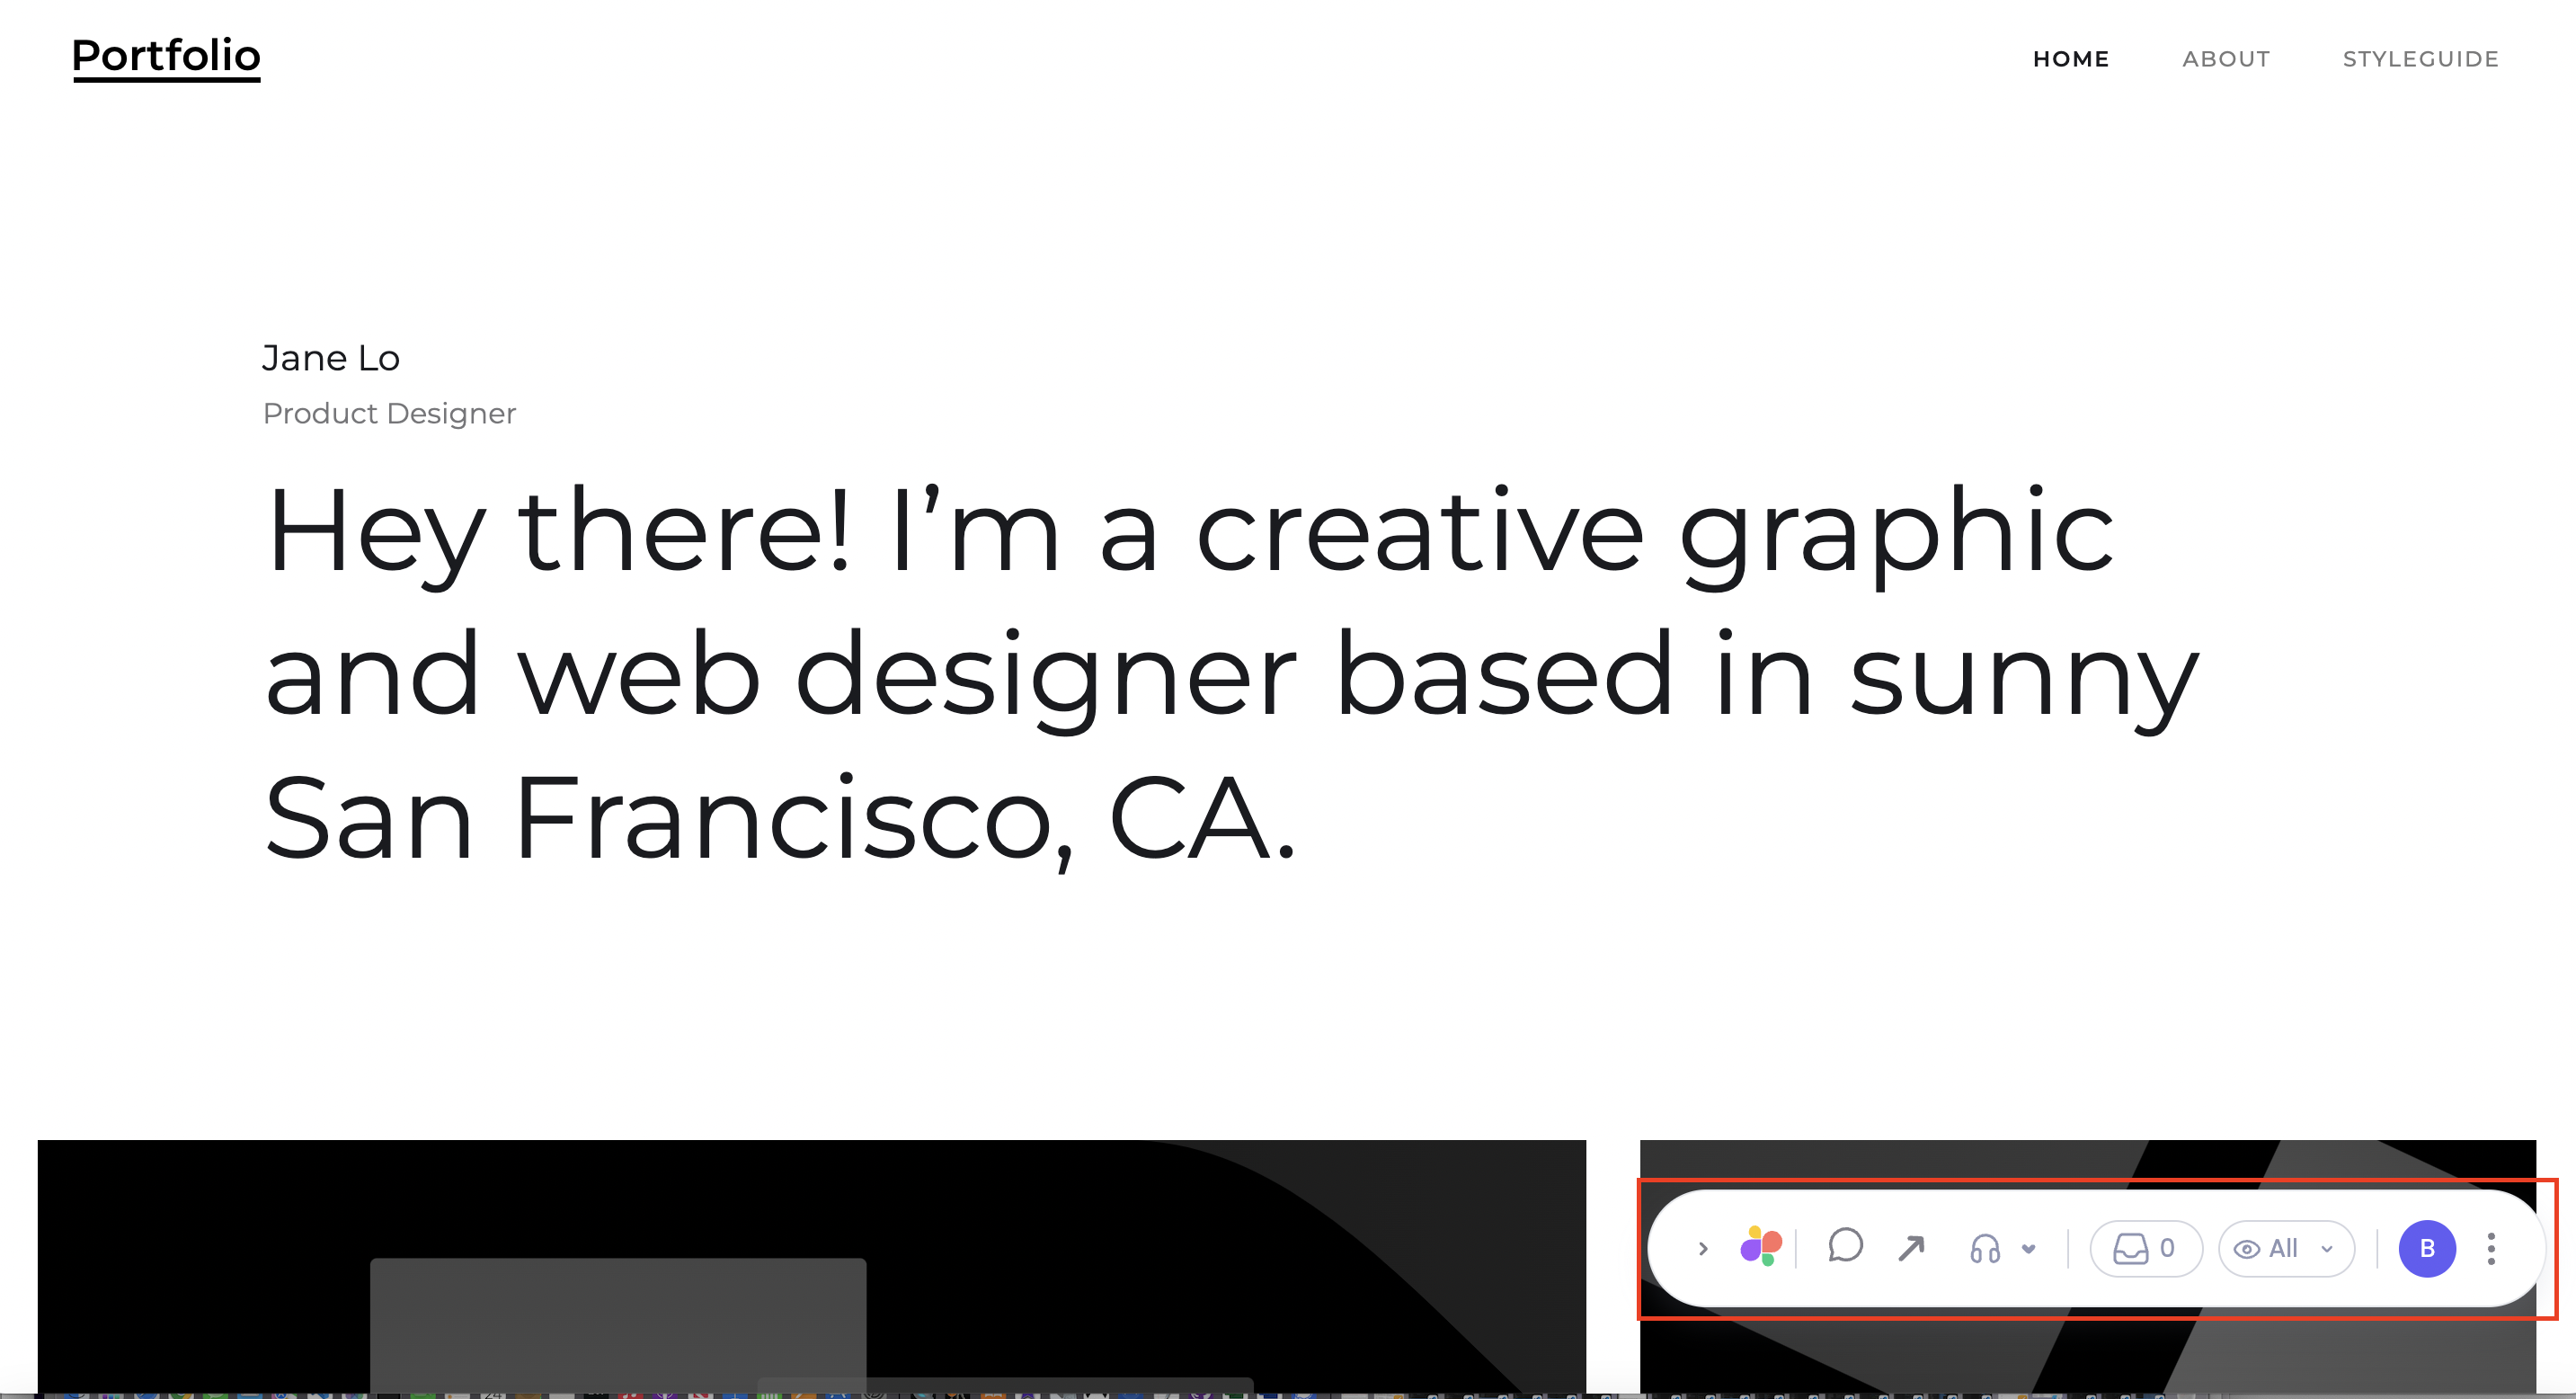 Portfolio
HOME ABOUT STYLEGUIDE
Jane Lo
Product Designer
Hey there! I’m a creative graphic
and web designer based in sunny
San Francisco, CA.
0 All B